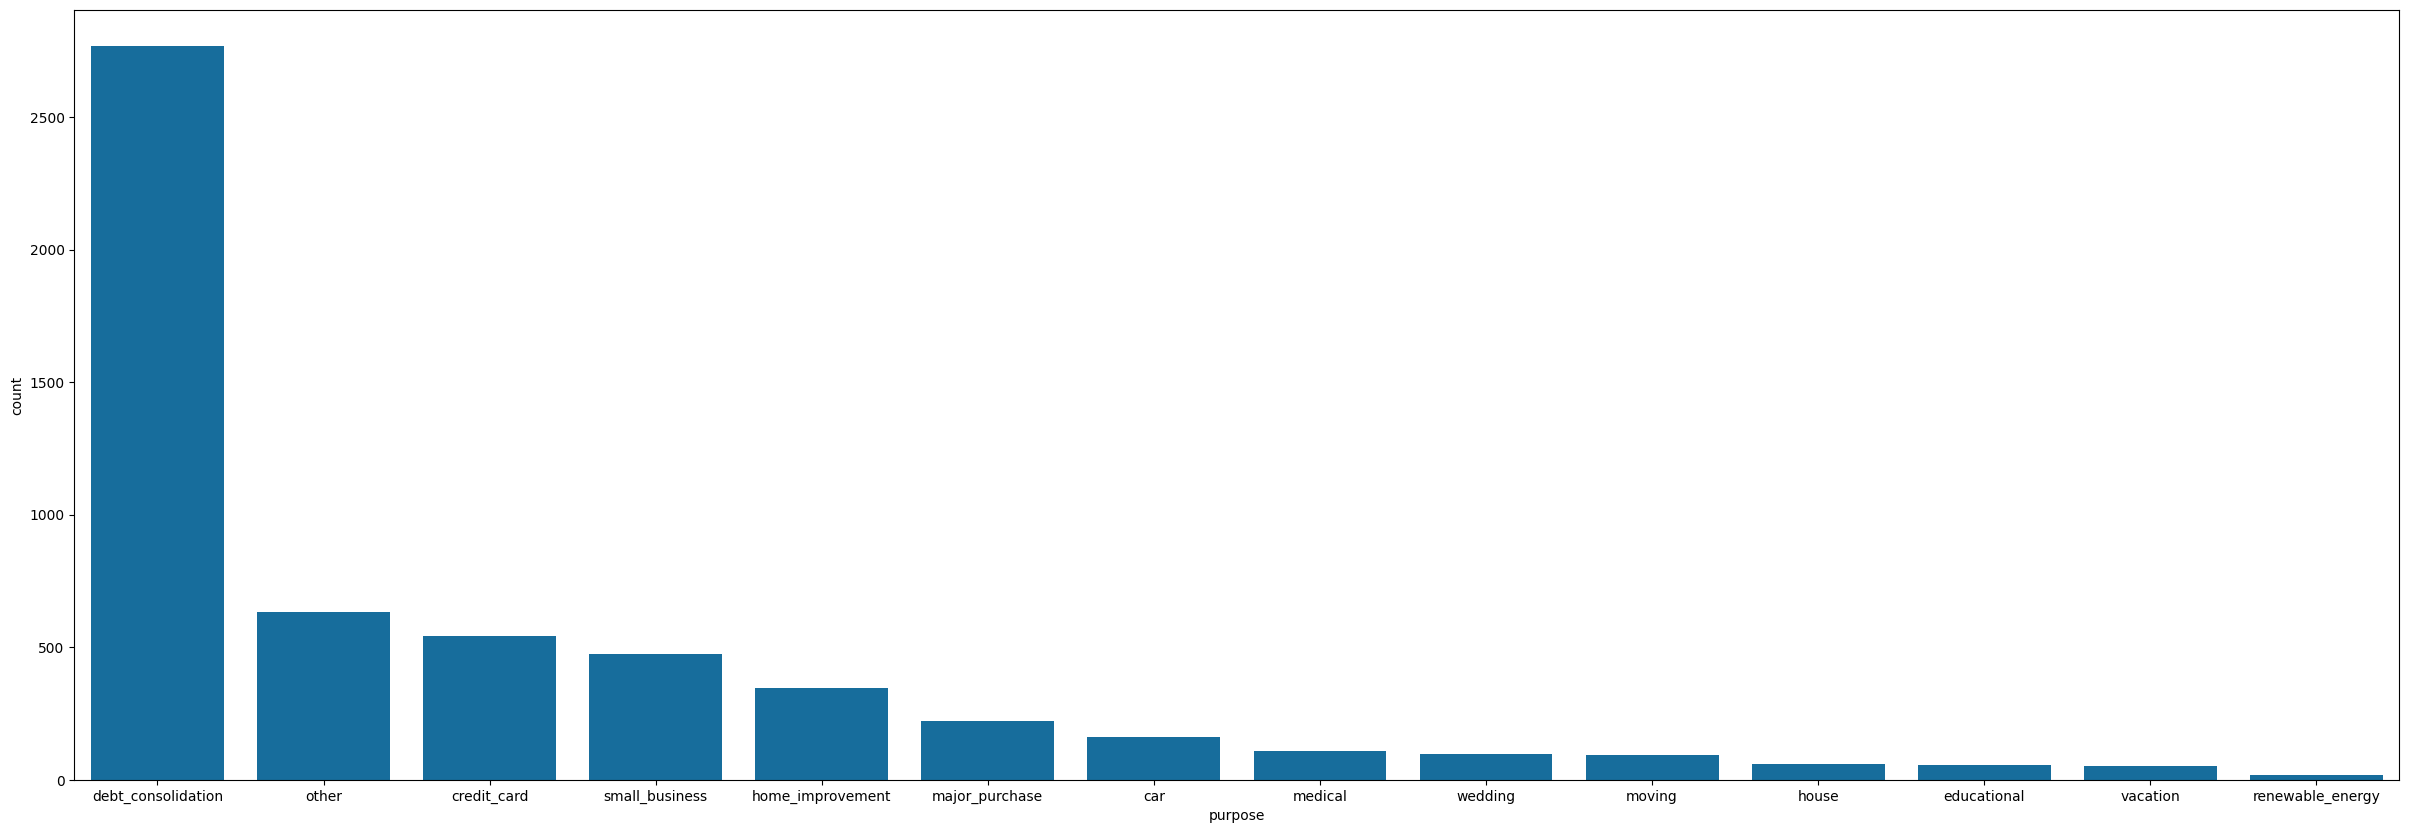 count
2500
2000
1500
1000
500
0
debt_consolidation other credit_card small_business home_improvement major_purchase car medical wedding moving house educational vacation renewable_energy
purpose